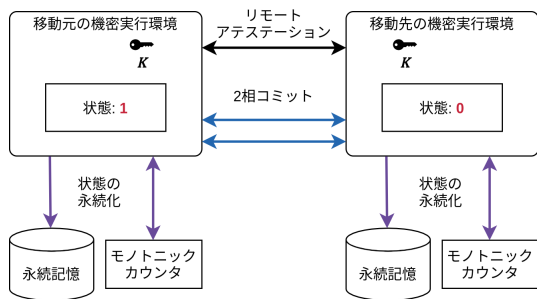 移動元の機密実行環境
K
状態: 1
リモート
アテステーション
2相コミット
移動先の機密実行環境
K
状態: 0
状態の
永続化
永続記憶
モノトニック
カウンタ
状態の
永続化
永続記憶
モノトニック
カウンタ